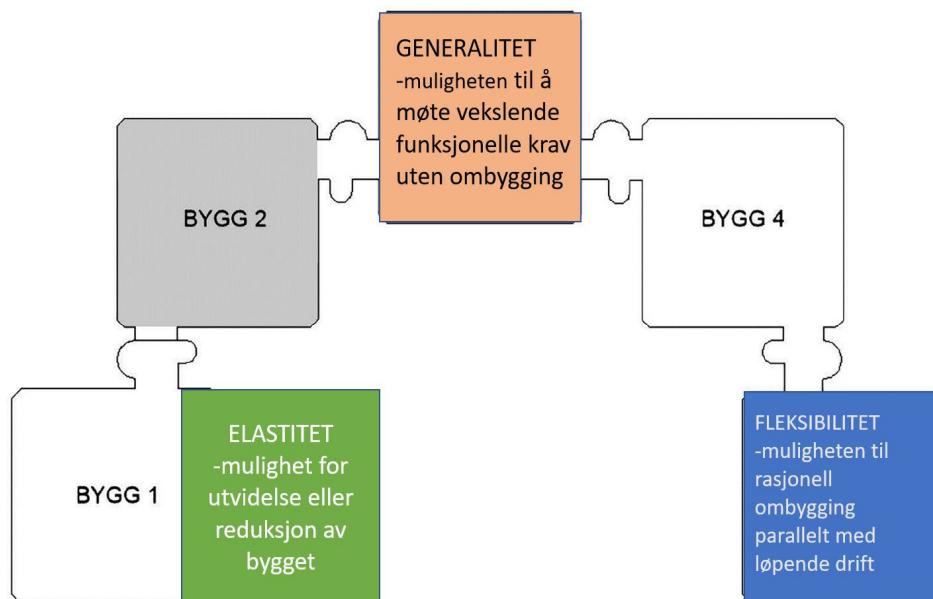 GENERALITET
-muligheten til å
møte vekslende
funksjonelle krav
uten ombygging
BYGG 2
BYGG 4
BYGG 1
ELASTITET
-mulighet for
utvidelse eller
reduksjon av
bygget
FLEKSIBILITET
-muligheten til
rasjonell
ombygging
parallelt med
løpende drift